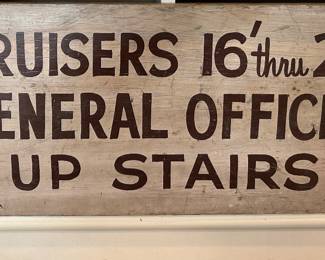 RUISERS 16' thru 2
ENERAL OFFIC
UP STAIRS